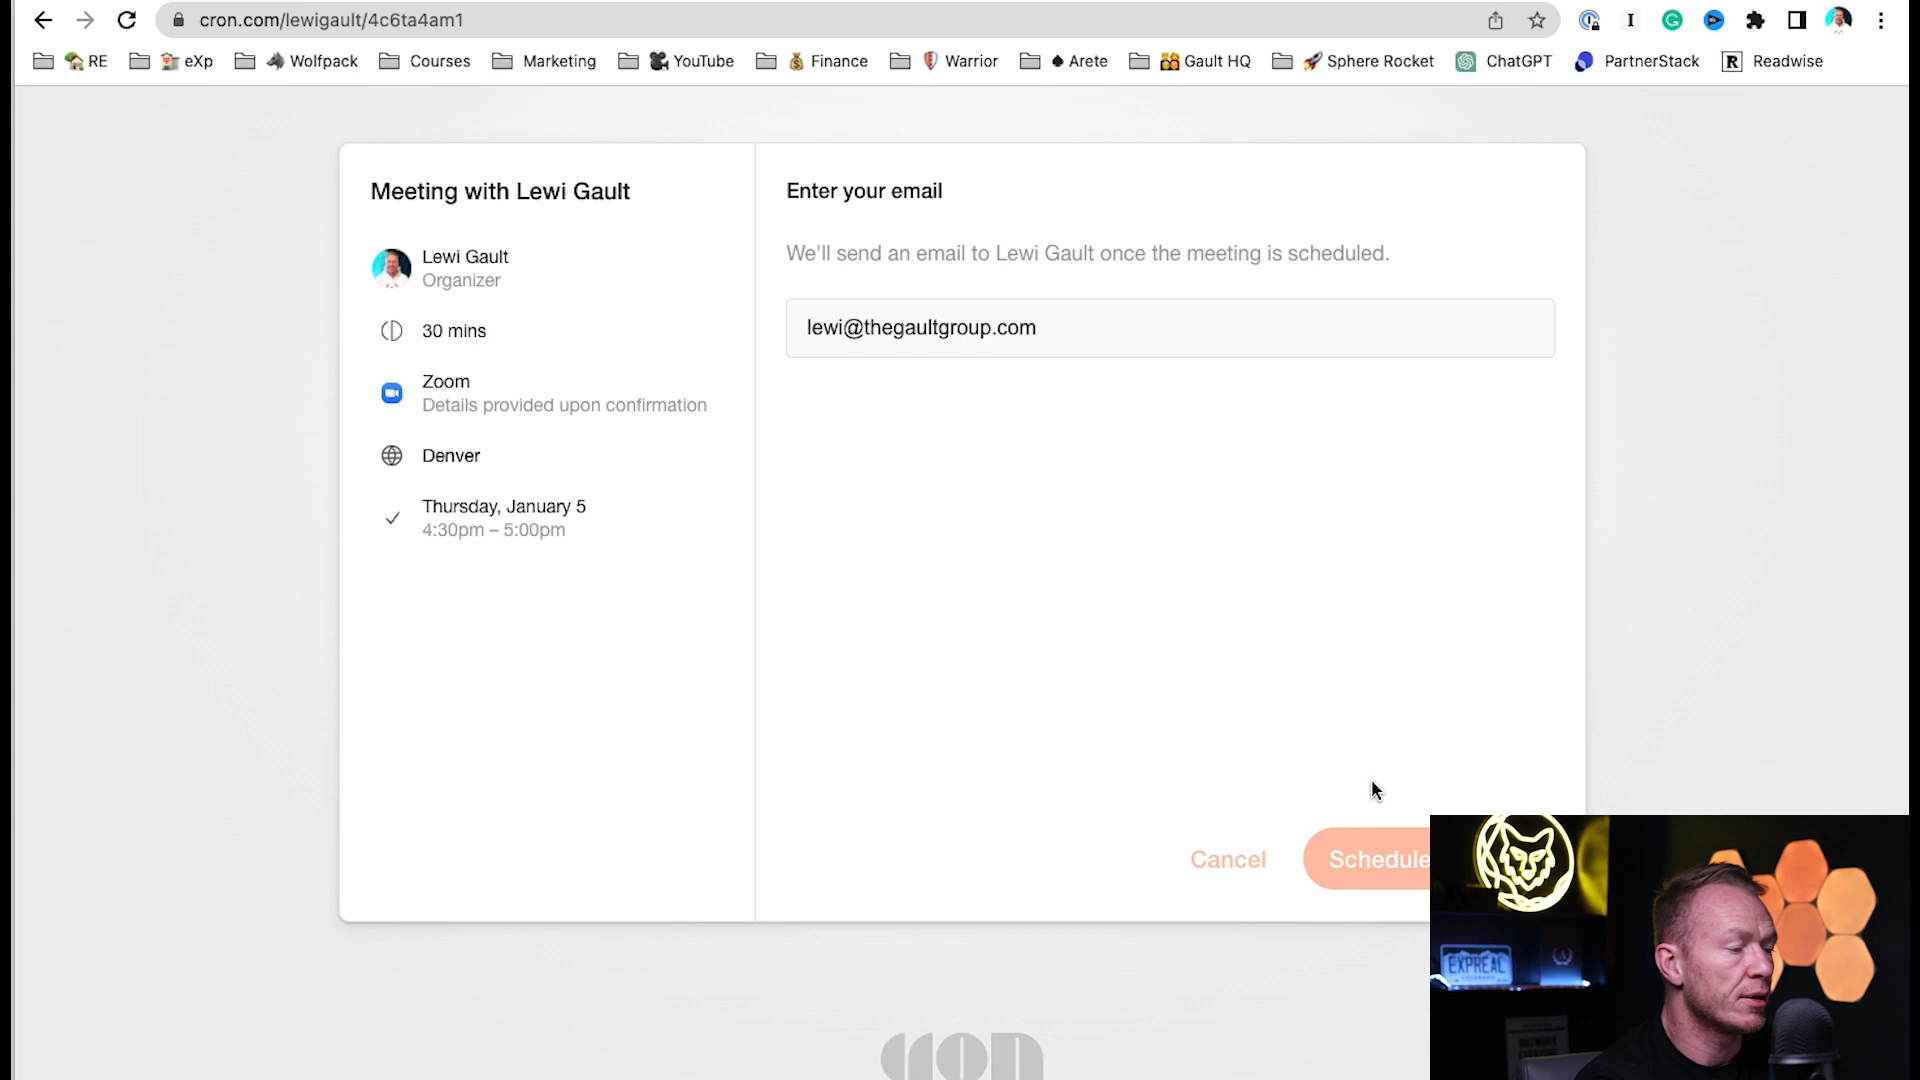 cron.com/lewigault/4c6ta4am1
RE eXp Wolfpack Courses Marketing YouTube Finance Warrior Arete Gault HQ Sphere Rocket ChatGPT PartnerStack R Readwise
Meeting with Lewi Gault
Lewi Gault
Organizer
30 mins
Zoom
Details provided upon confirmation
Denver
Thursday, January 5
4:30pm – 5:00pm
Enter your email
We'll send an email to Lewi Gault once the meeting is scheduled.
lewi@thegaultgroup.com
Cancel
Schedule
cron
EXPREAL
COLORADO
OUTWORK